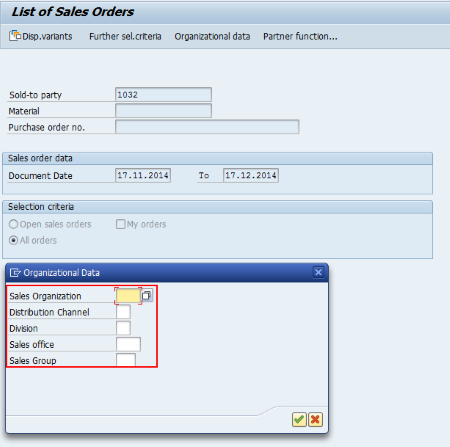 List of Sales Orders
Disp.variants Further sel.criteria Organizational data Partner function...
Sold-to party 1032
Material
Purchase order no.
Sales order data
Document Date 17.11.2014 To 17.12.2014
Selection criteria
Open sales orders My orders
All orders
Organizational Data
Sales Organization
Distribution Channel
Division
Sales office
Sales Group